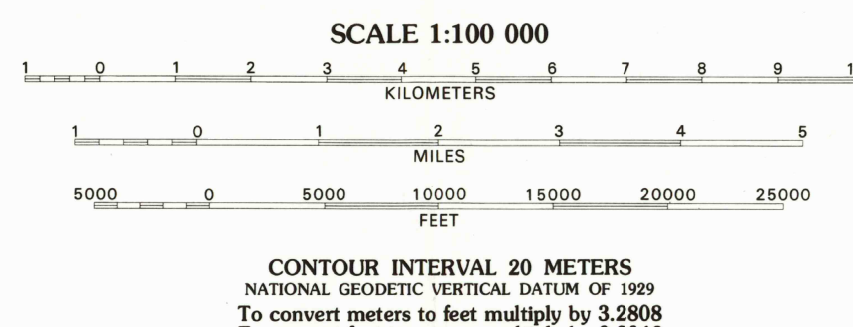 SCALE 1:100 000
1 0 1 2 3 4 5 6 7 8 9
KILOMETERS
1 0 1 2 3 4 5
MILES
5000 0 5000 10000 15000 20000 25000
FEET
CONTOUR INTERVAL 20 METERS
NATIONAL GEODETIC VERTICAL DATUM OF 1929
To convert meters to feet multiply by 3.2808